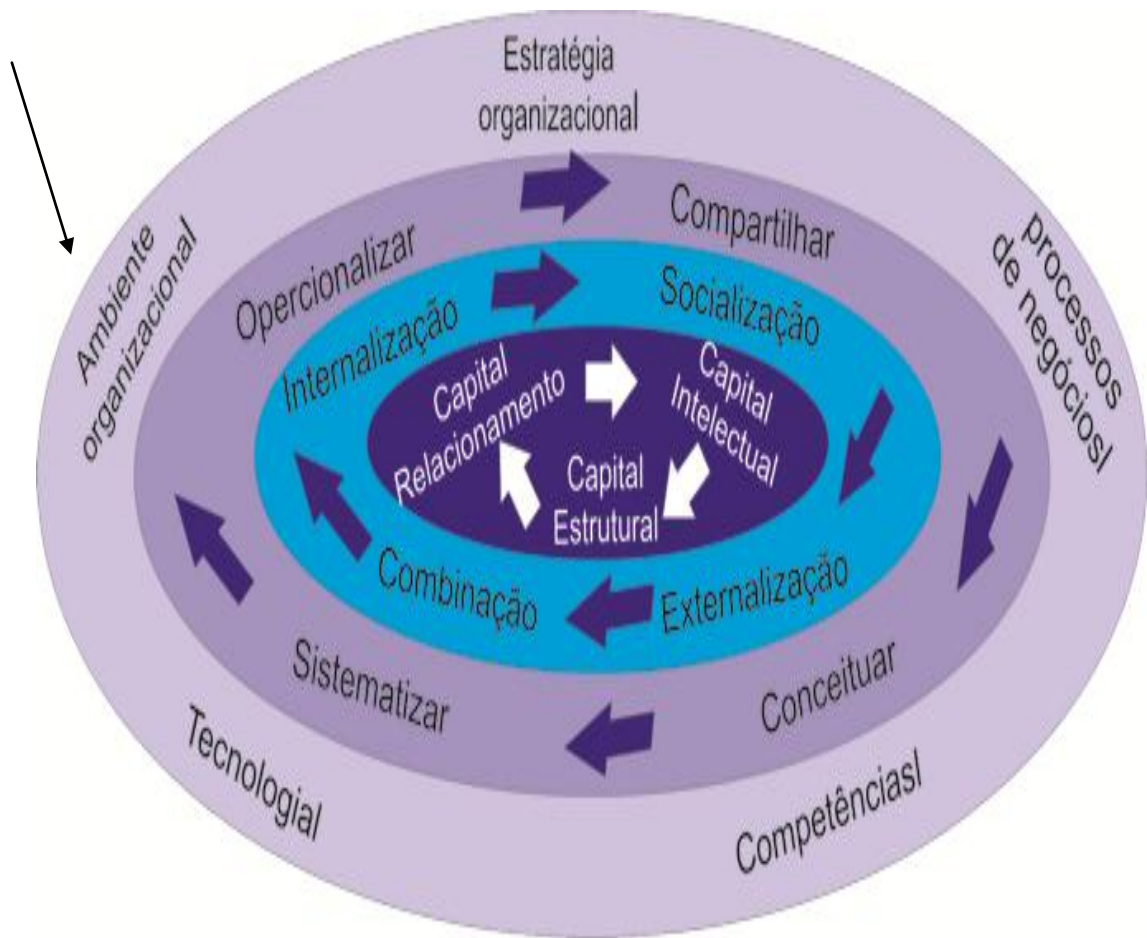 Estratégia
organizacional
Ambiente
organizacional
processos
de negóciosl
Opercionalizar
Compartilhar
Internalização
Socialização
Capital
Relacionamento
Capital
Intelectual
Capital
Estrutural
Combinação
Externalização
Sistematizar
Conceituar
Tecnologial
Competênciasl